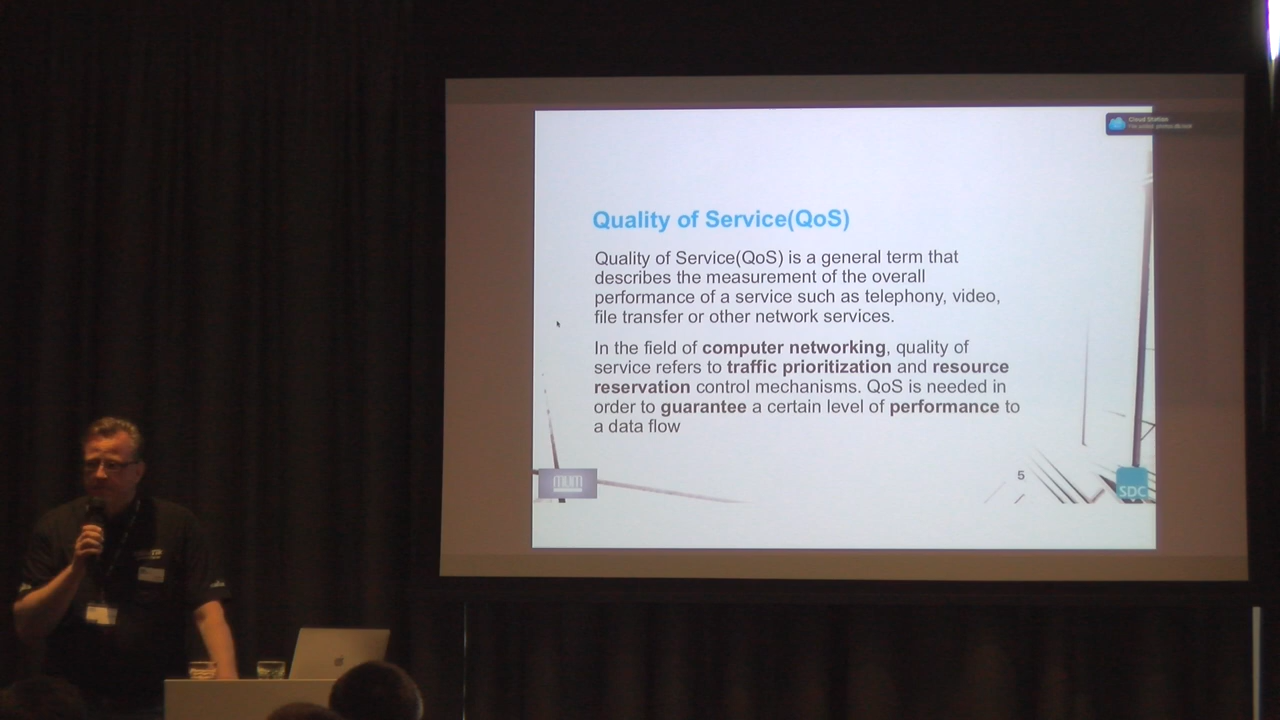 Cloud Station
Quality of Service(QoS)
Quality of Service(QoS) is a general term that
describes the measurement of the overall
performance of a service such as telephony, video,
file transfer or other network services.
In the field of computer networking, quality of
service refers to traffic prioritization and resource
reservation control mechanisms. QoS is needed in
order to guarantee a certain level of performance to
a data flow
5
SDC